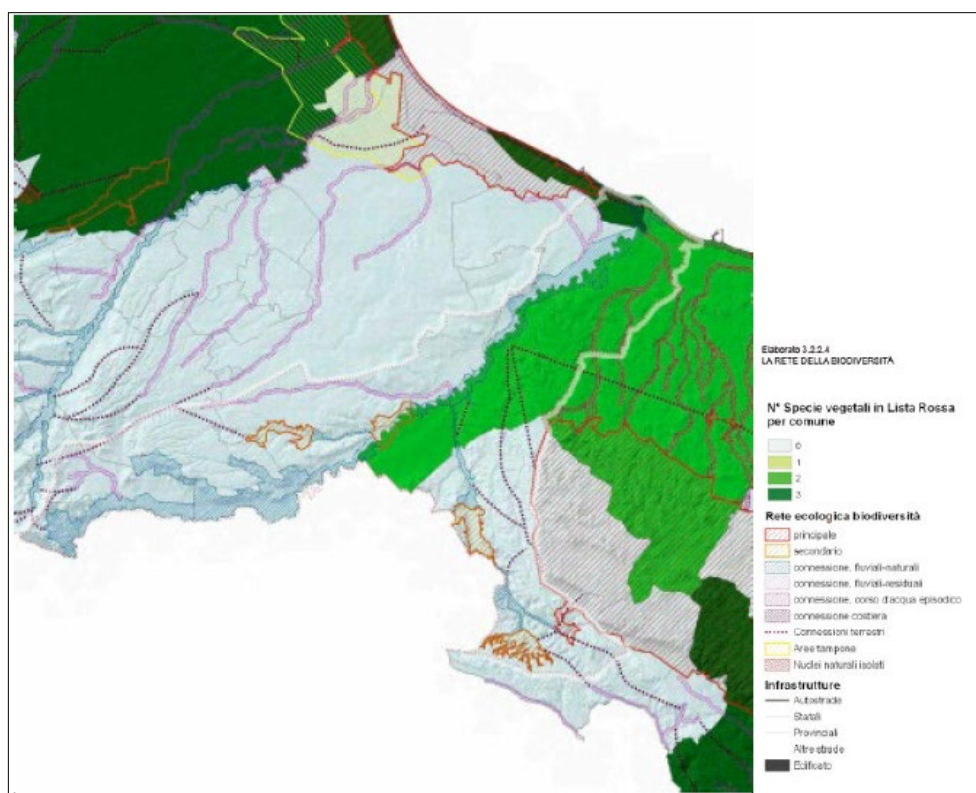 Elaborato 3.2.2.4
LA RETE DELLA BIODIVERSITÀ
N° Specie vegetali in Lista Rossa
per comune
0
1
2
3
Rete ecologica biodiversità
principale
secondario
connessione, fluviali-naturali
connessione, fluviali-residuali
connessione, corso d'acqua episodico
connessione costiera
Connessioni terrestri
Aree tampone
Nuclei naturali isolati
Infrastrutture
Autostrade
Statali
Provinciali
Altre strade
Edificato